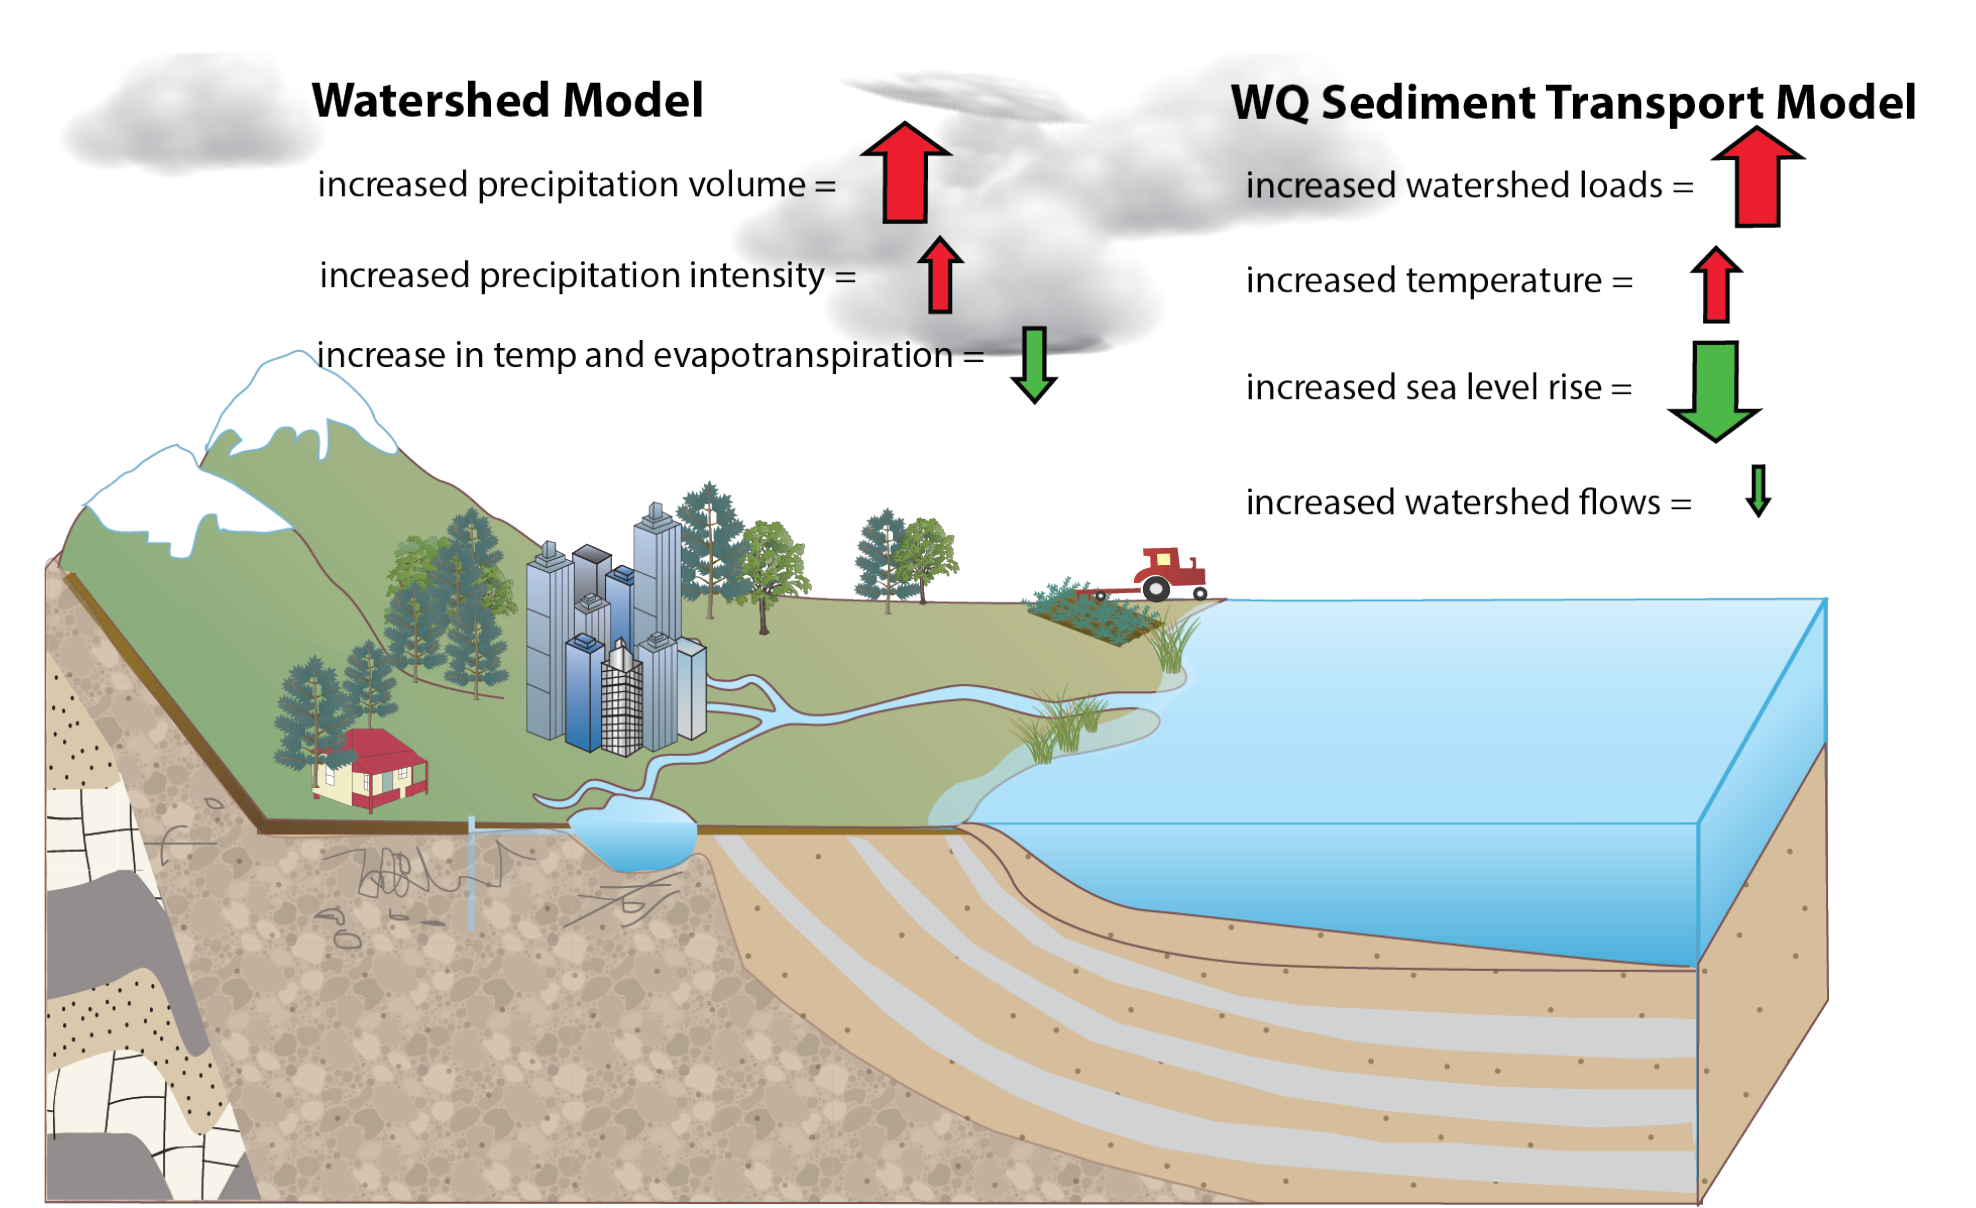 Watershed Model
increased precipitation volume =
increased precipitation intensity =
increase in temp and evapotranspiration =
WQ Sediment Transport Model
increased watershed loads =
increased temperature =
increased sea level rise =
increased watershed flows =